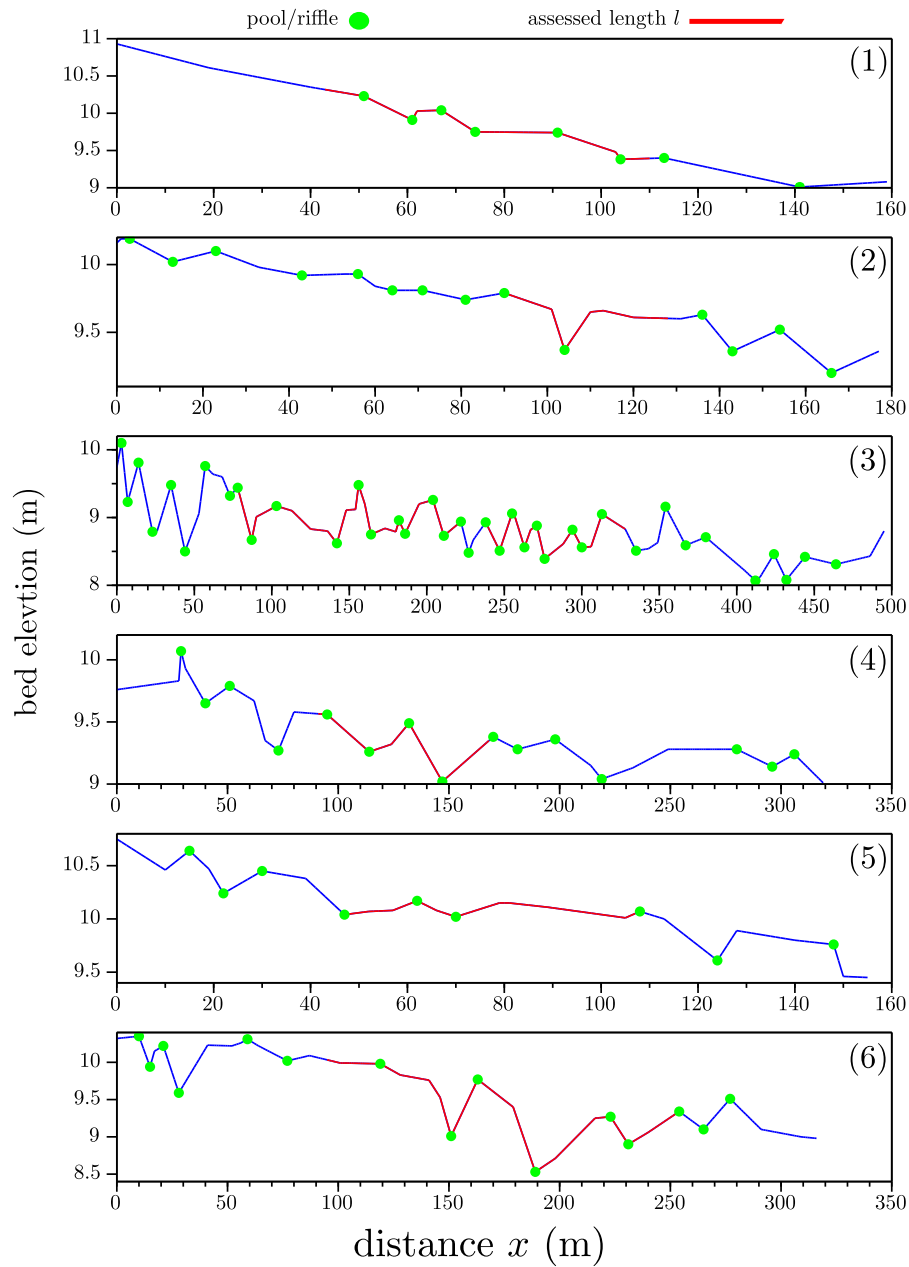 pool/riffle assessed length l
11
10.5
10
9.5
9
(1)
0 20 40 60 80 100 120 140 160
10
9.5
(2)
0 20 40 60 80 100 120 140 160 180
10
9
8
(3)
0 50 100 150 200 250 300 350 400 450 500
bed elevtion (m)
10
9.5
9
(4)
0 50 100 150 200 250 300 350
10.5
10
9.5
(5)
0 20 40 60 80 100 120 140 160
10
9.5
9
8.5
(6)
0 50 100 150 200 250 300 350
distance x (m)